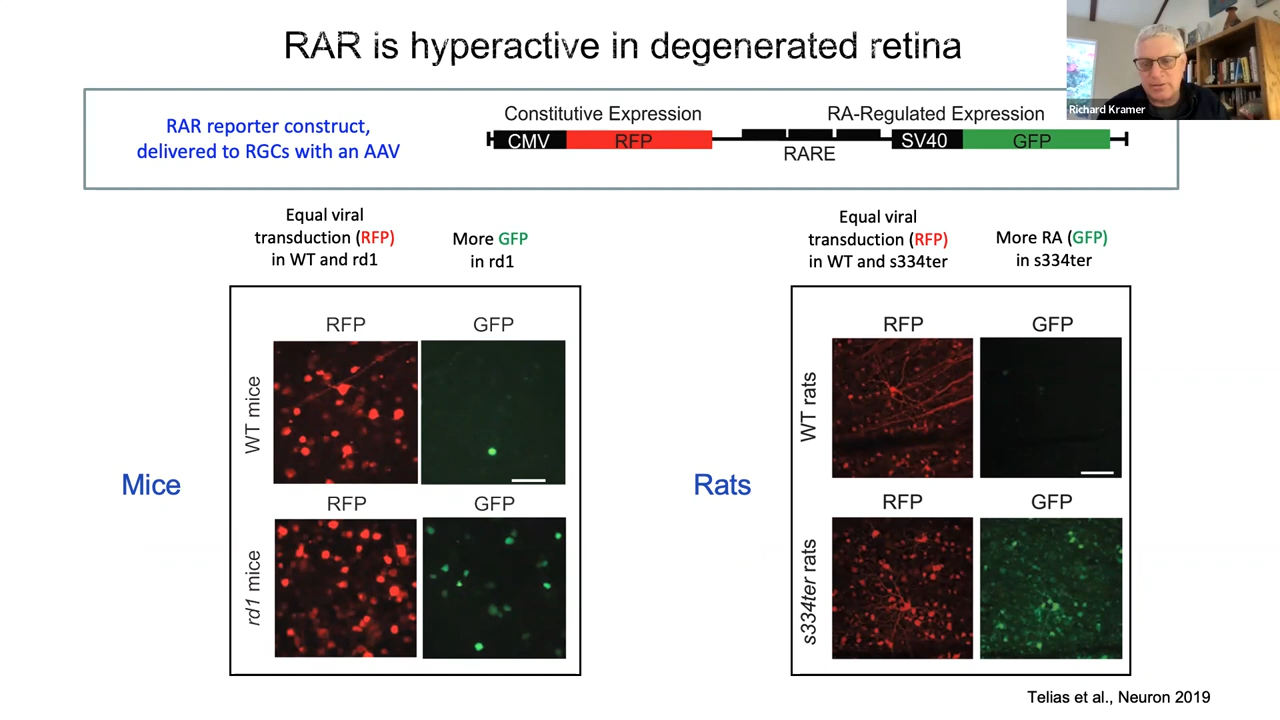 RAR is hyperactive in degenerated retina
Richard Kramer
RAR reporter construct,
delivered to RGCs with an AAV
Constitutive Expression
RA-Regulated Expression
CMV
RFP
RARE
SV40
GFP
Equal viral
transduction (RFP)
in WT and rd1
More GFP
in rd1
Equal viral
transduction (RFP)
in WT and s334ter
More RA (GFP)
in s334ter
Mice
RFP
GFP
WT mice
RFP
GFP
rd1 mice
Rats
RFP
GFP
WT rats
RFP
GFP
s334ter rats
Telias et al., Neuron 2019